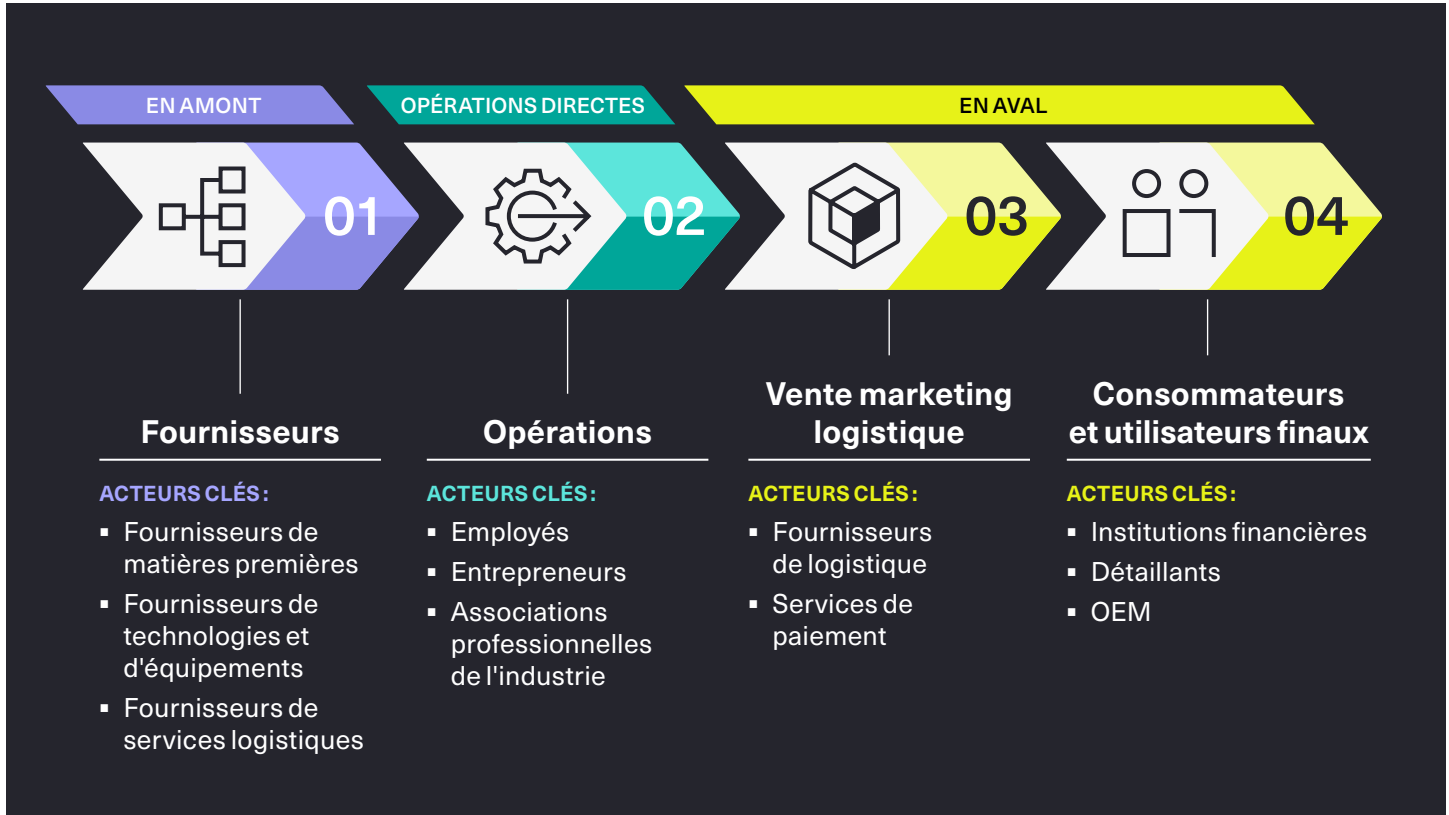 EN AMONT
OPÉRATIONS DIRECTES
EN AVAL
01
02
03
04
Fournisseurs
ACTEURS CLÉS :
▪ Fournisseurs de
matières premières
▪ Fournisseurs de
technologies et
d'équipements
▪ Fournisseurs de
services logistiques
Opérations
ACTEURS CLÉS :
▪ Employés
▪ Entrepreneurs
▪ Associations
professionnelles
de l'industrie
Vente marketing
logistique
ACTEURS CLÉS :
▪ Fournisseurs
de logistique
▪ Services de
paiement
Consommateurs
et utilisateurs finaux
ACTEURS CLÉS :
▪ Institutions financières
▪ Détaillants
▪ OEM